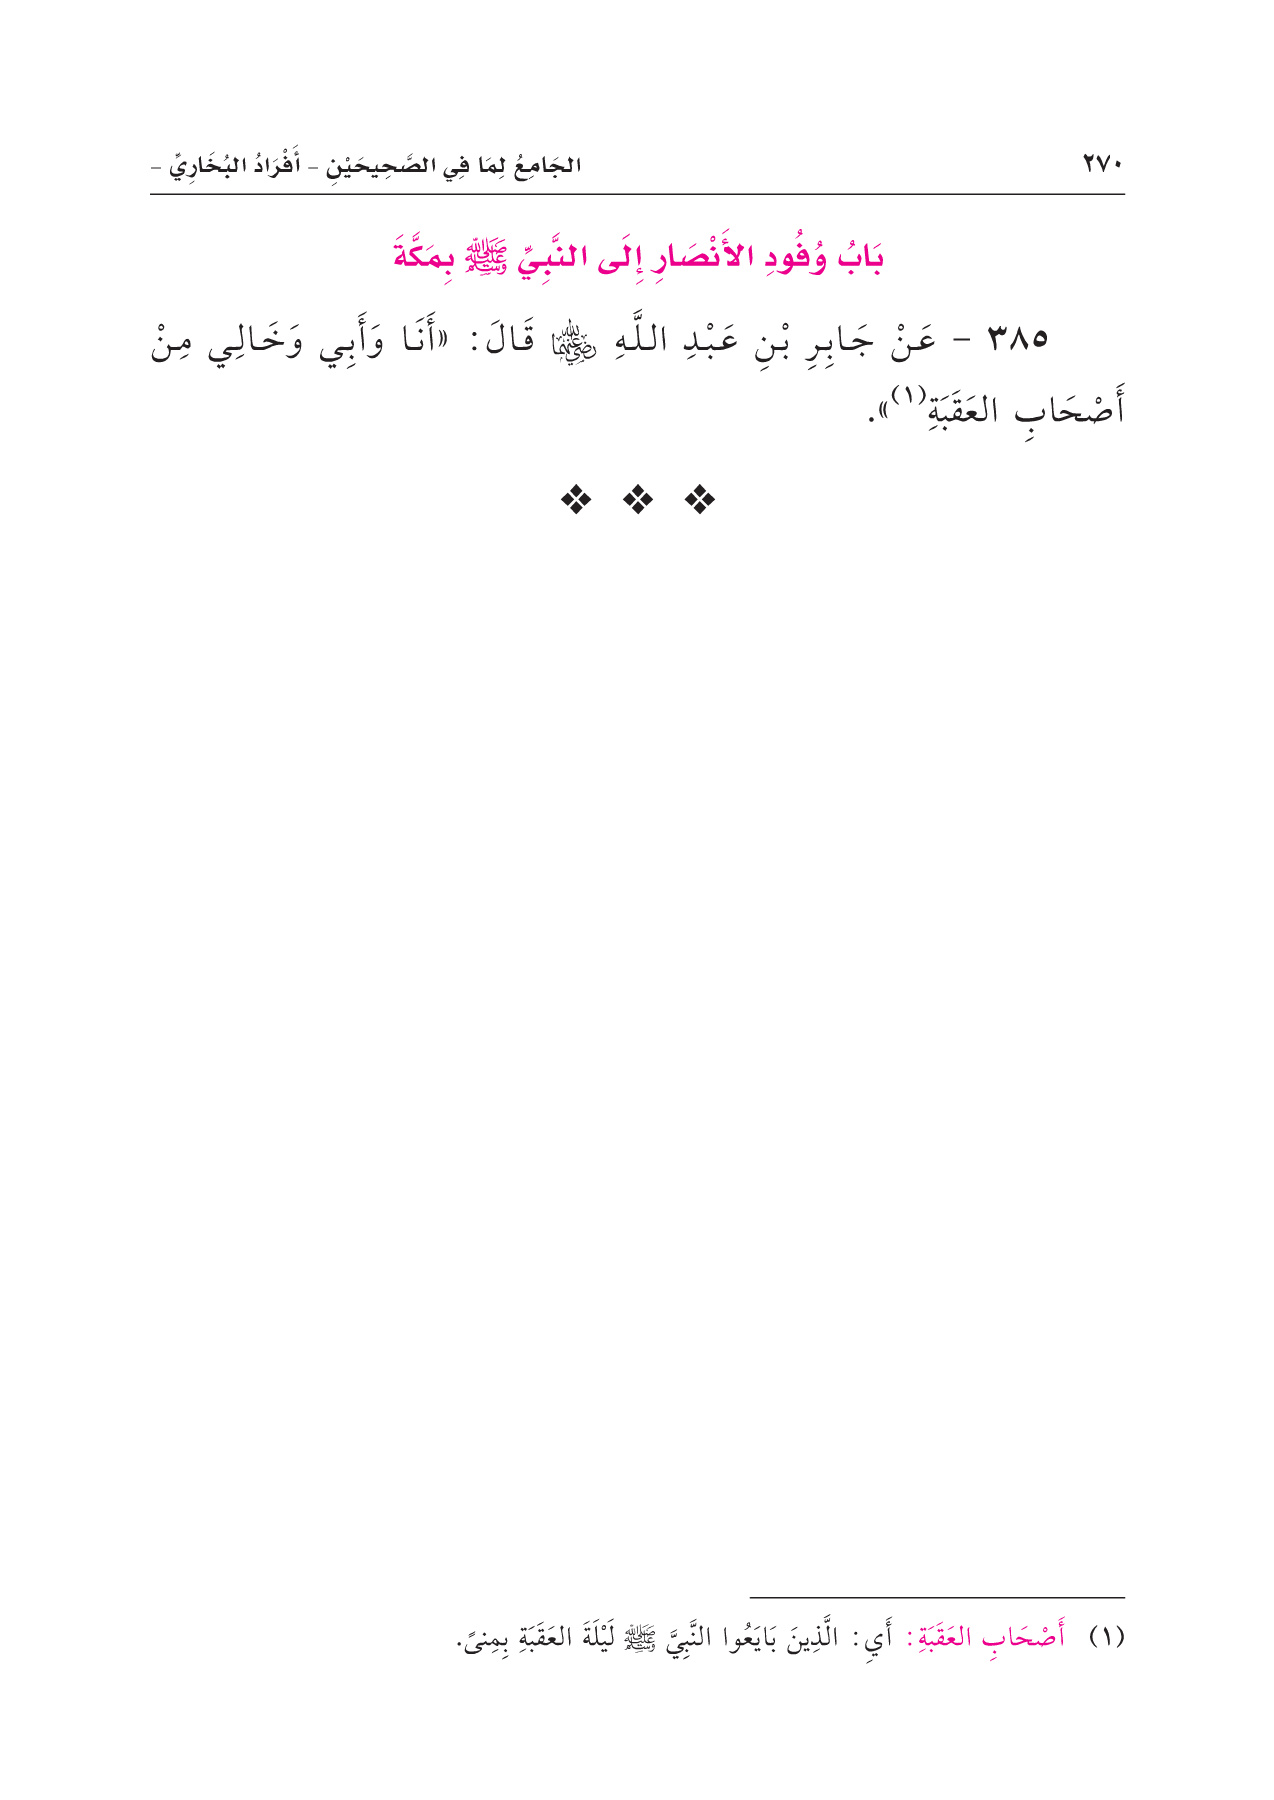 ٢٧٠ الجَامِعُ لِمَا فِي الصَّحِيحَيْنِ - أَفْرَادُ البُخَارِيِّ -
بَابُ وُفُودِ الأَنْصَارِ إِلَى النَّبِيِّ ﷺ بِمَكَّةَ
٣٨٥ - عَنْ جَابِرِ بْنِ عَبْدِ اللَّهِ رضي الله عنهما قَالَ: «أَنَا وَأَبِي وَخَالِي مِنْ
أَصْحَابِ العَقَبَةِ(١)».
(١) أَصْحَابِ العَقَبَةِ: أَيِ: الَّذِينَ بَايَعُوا النَّبِيَّ ﷺ لَيْلَةَ العَقَبَةِ بِمِنىً.